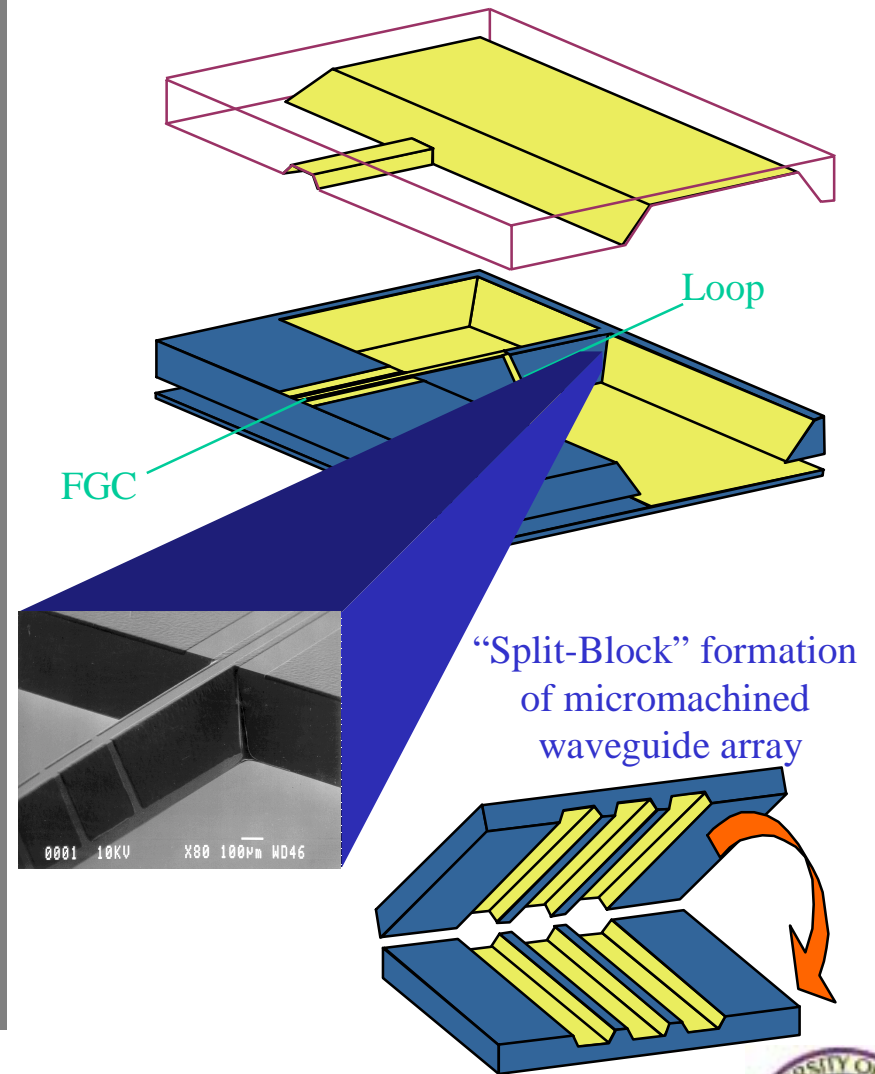 Loop
FGC
“Split-Block” formation
of micromachined
waveguide array
0001 10KV X80 100µm WD46